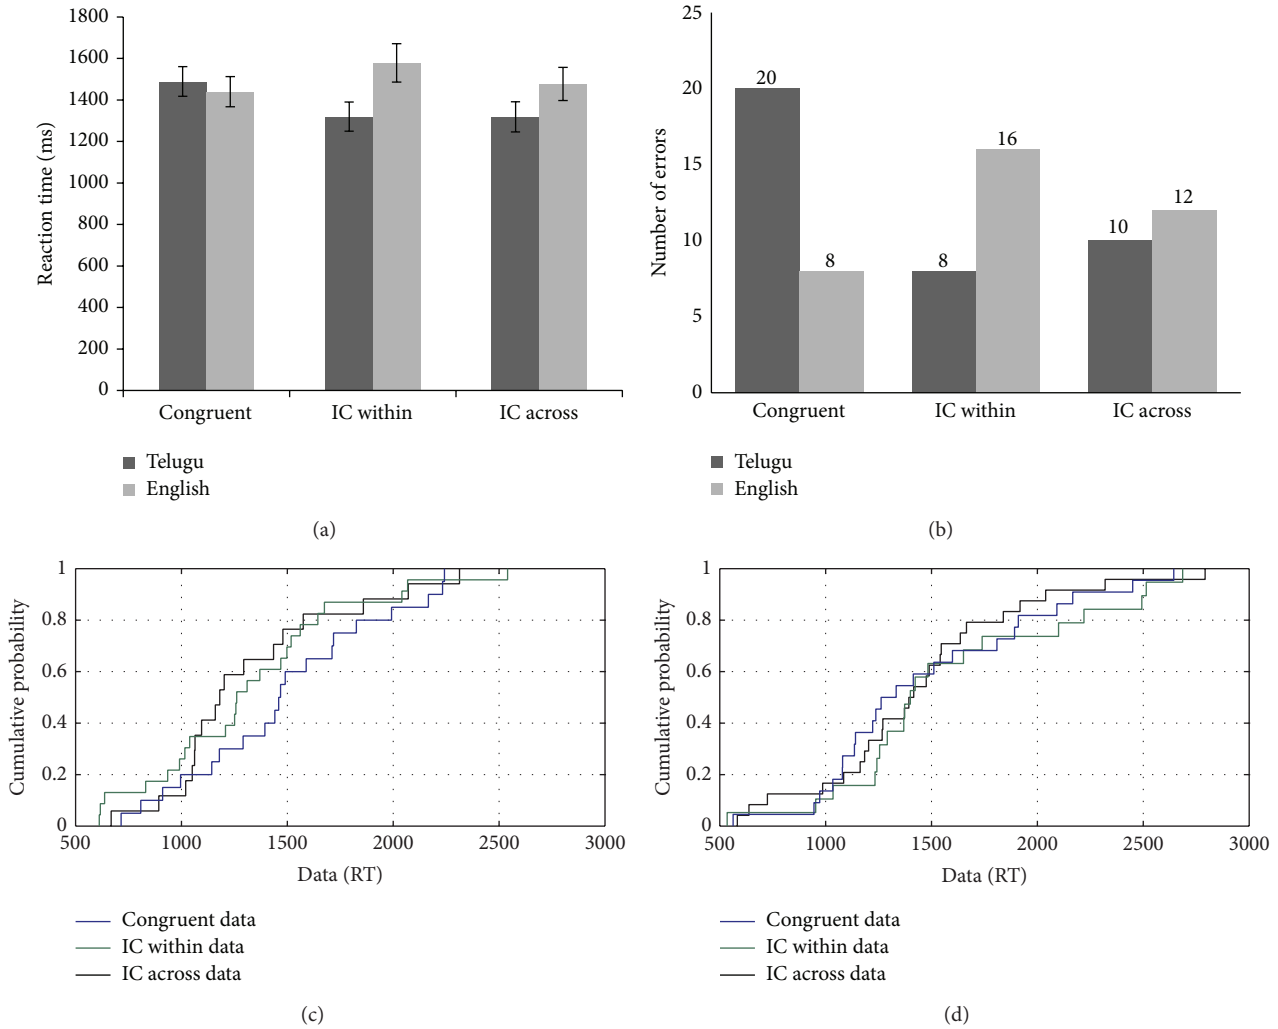 1800
1600
1400
1200
1000
800
600
400
200
0
Reaction time (ms)
Congruent IC within IC across
Telugu
English
(a)
25
20
15
10
5
0
Number of errors
20
8
8
16
10
12
Congruent IC within IC across
Telugu
English
(b)
1
0.8
0.6
0.4
0.2
0
Cumulative probability
500 1000 1500 2000 2500 3000
Data (RT)
Congruent data
IC within data
IC across data
(c)
1
0.8
0.6
0.4
0.2
0
Cumulative probability
500 1000 1500 2000 2500 3000
Data (RT)
Congruent data
IC within data
IC across data
(d)